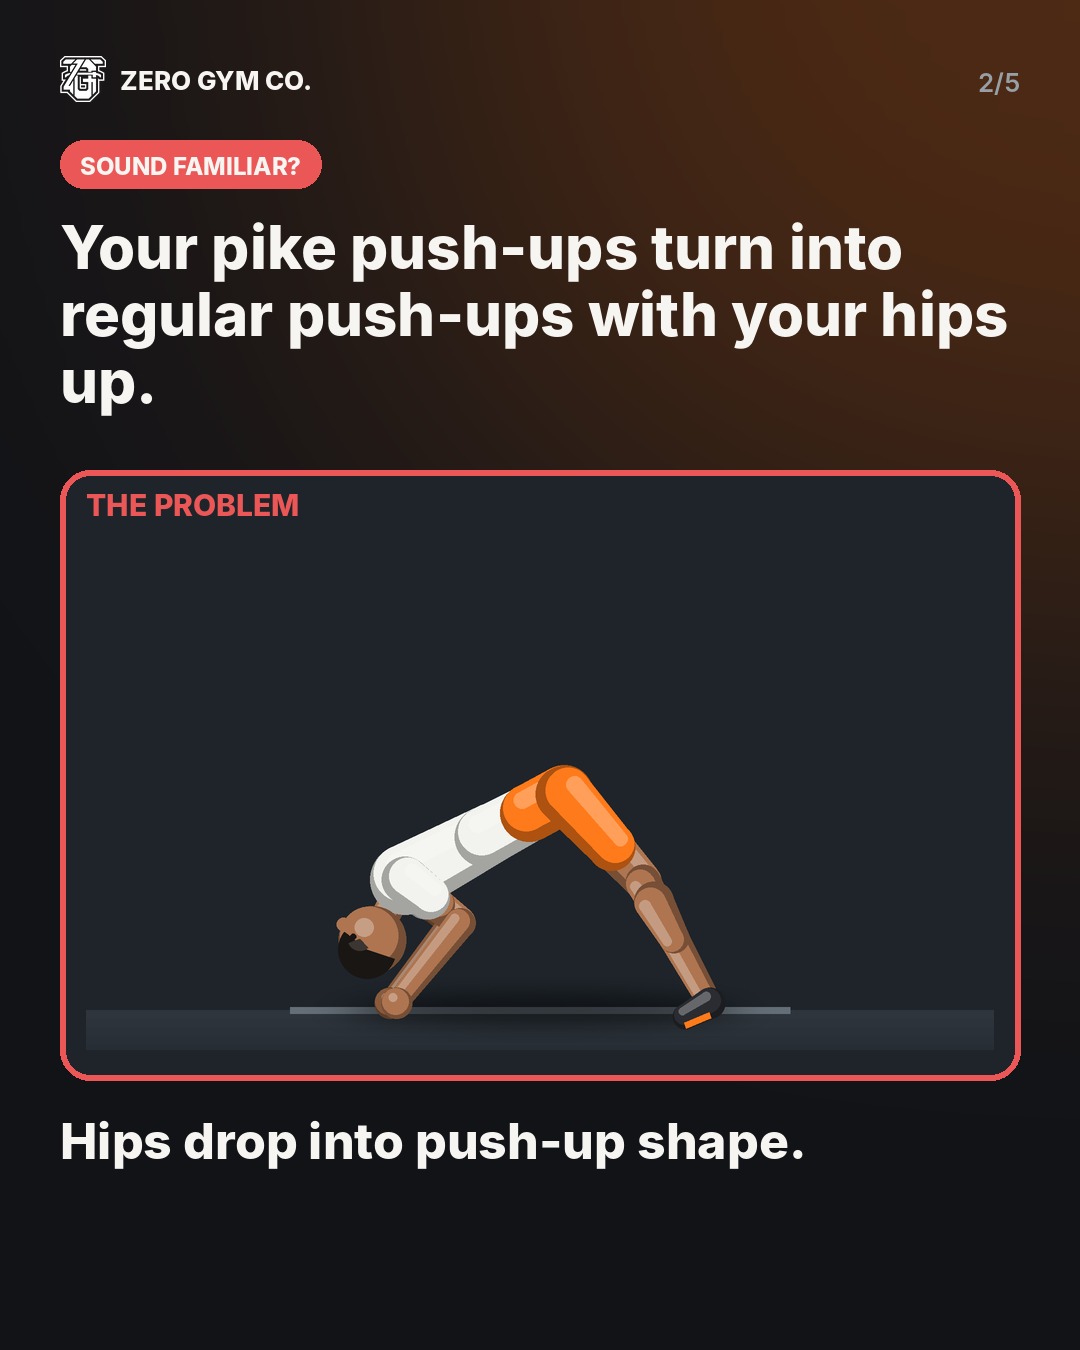 ZERO GYM CO.
2/5
SOUND FAMILIAR?
Your pike push-ups turn into
regular push-ups with your hips
up.
THE PROBLEM
Hips drop into push-up shape.